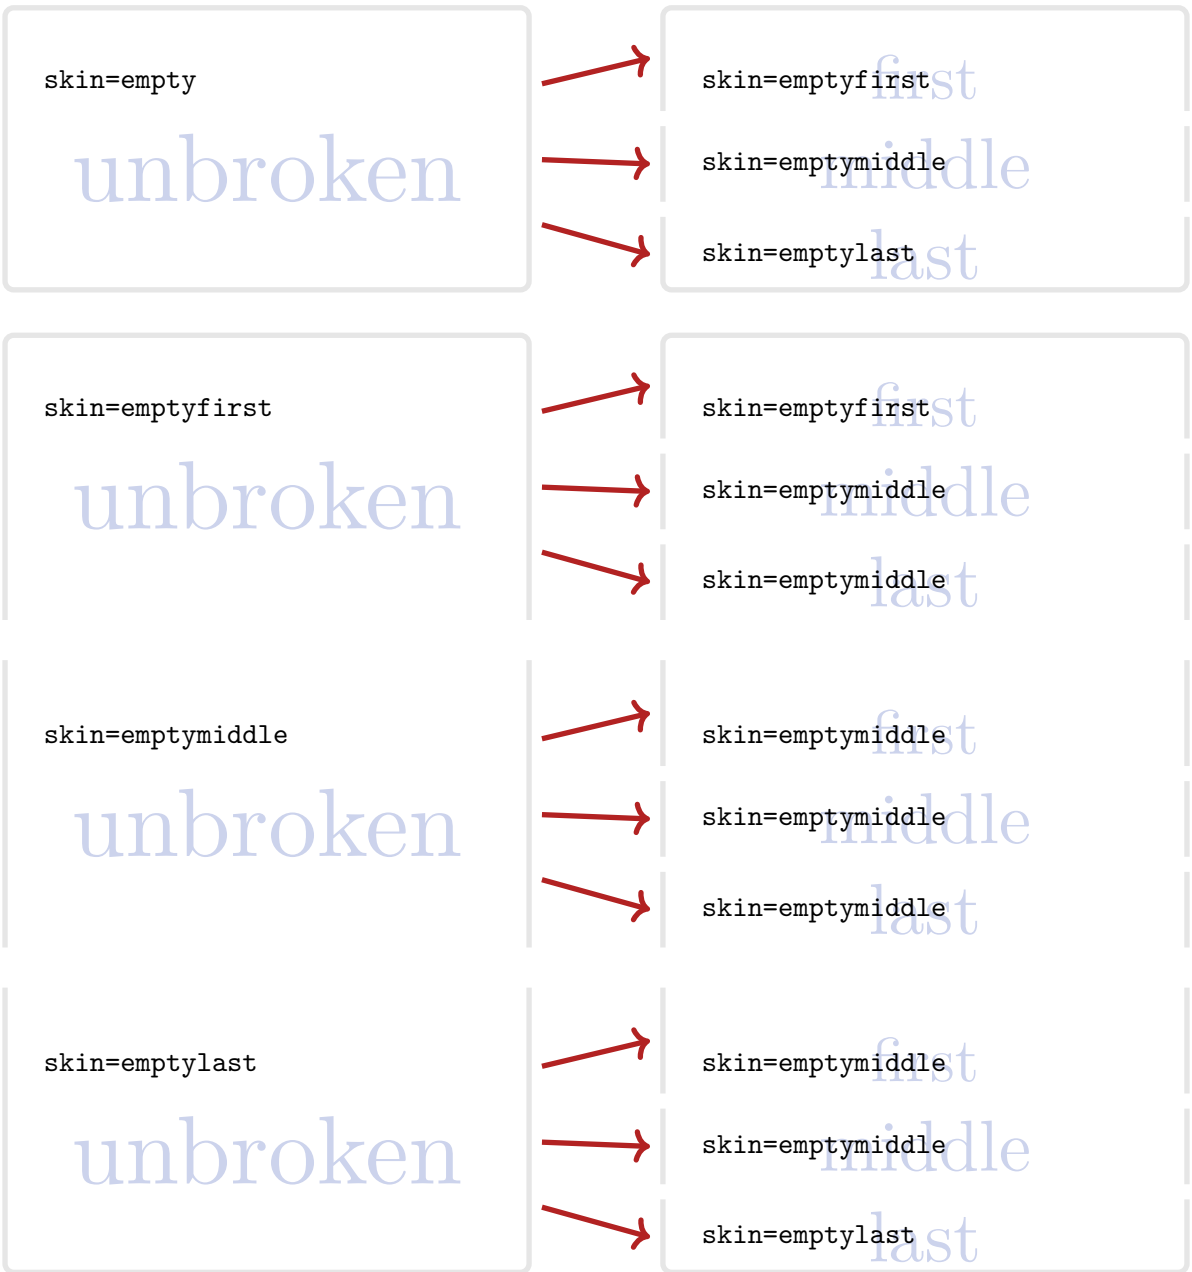 skin=empty
unbroken
first
skin=emptyfirst
middle
skin=emptymiddle
last
skin=emptylast
skin=emptyfirst
unbroken
first
skin=emptyfirst
middle
skin=emptymiddle
last
skin=emptymiddle
skin=emptymiddle
unbroken
first
skin=emptymiddle
middle
skin=emptymiddle
last
skin=emptymiddle
skin=emptylast
unbroken
first
skin=emptymiddle
middle
skin=emptymiddle
last
skin=emptylast